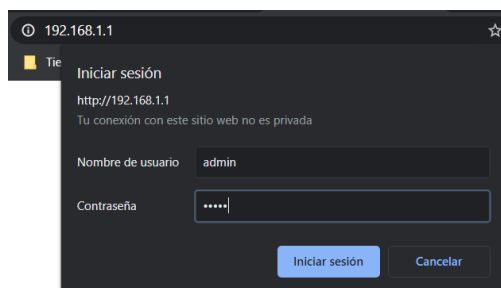 192.168.1.1
Tie
Iniciar sesión
http://192.168.1.1
Tu conexión con este sitio web no es privada
Nombre de usuario admin
Contraseña •••••
Iniciar sesión Cancelar